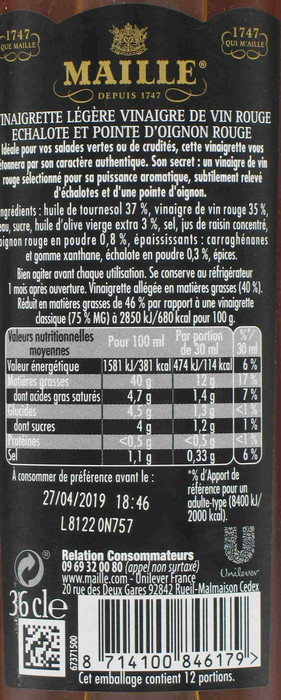 1747
QUE MAILLE
1747
QUI M'AILLE
MAILLE®
DEPUIS 1747
INAIGRETTE LÉGÈRE VINAIGRE DE VIN ROUGE
ECHALOTE ET POINTE D'OIGNON ROUGE
Idéale pour vos salades vertes ou de crudités, cette vinaigrette vous
étonnera par son caractère authentique. Son secret : un vinaigre de vin
rouge sélectionné pour sa puissance aromatique, subtilement relevé
d'échalotes et d'une pointe d'oignon.
ngrédients : huile de tournesol 37 %, vinaigre de vin rouge 35 %,
eau, sucre, huile d'olive vierge extra 3 %, sel, jus de raisin concentré,
oignon rouge en poudre 0,8 %, épaississants : carraghénanes
et gomme xanthane, échalote en poudre 0,3 %, épices.
Bien agiter avant chaque utilisation. Se conserve au réfrigérateur
1 mois après ouverture. Vinaigrette allégée en matières grasses (40 %).
Réduit en matières grasses de 46 % par rapport à une vinaigrette
classique (75 % MG) à 2850 kJ/680 kcal pour 100 g.
Valeurs nutritionnelles moyennes Pour 100 ml Par portion de 30 ml %*/ 30 ml
Valeur énergétique 1581 kJ/381 kcal 474 kJ/114 kcal 6 %
Matières grasses 40 g 12 g 17 %
dont acides gras saturés 4,7 g 1,4 g 7 %
Glucides 4,5 g 1,3 g <1 %
dont sucres 4 g 1,2 g 1 %
Protéines <0,5 g <0,5 g <1 %
Sel 1,1 g 0,33 g 6 %
À consommer de préférence avant le :
27/04/2019 18:46
L8122 0N757
*% d'Apport de
référence pour un
adulte-type (8400 kJ/
2000 kcal).
Unilever
Relation Consommateurs
09 69 32 00 80 (appel non surtaxé)
www.maille.com - Unilever France
20 rue des Deux Gares 92842 Rueil-Malmaison Cedex
36 cl e
67371500
8 714100 846179 >
Cet emballage contient 12 portions.